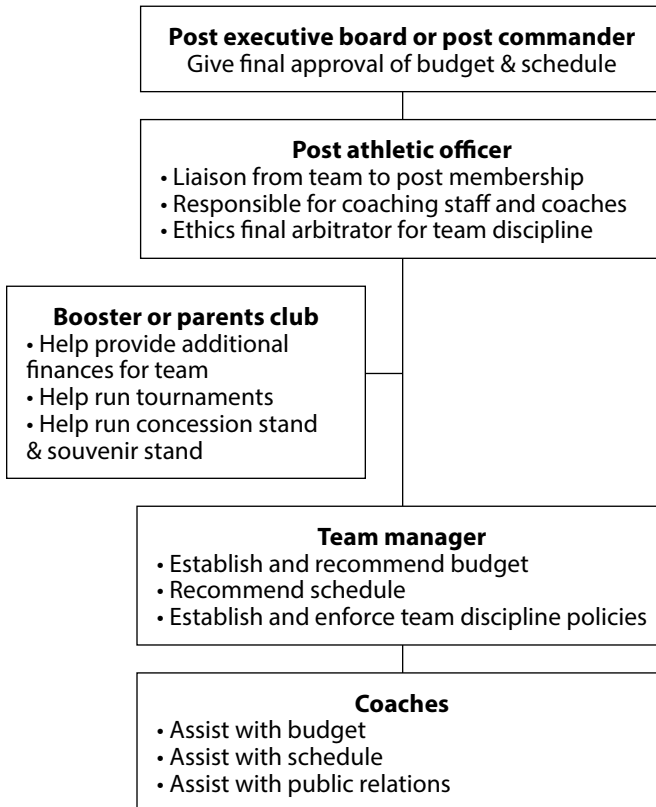 Post executive board or post commander
Give final approval of budget & schedule
Post athletic officer
• Liaison from team to post membership
• Responsible for coaching staff and coaches
• Ethics final arbitrator for team discipline
Booster or parents club
• Help provide additional
finances for team
• Help run tournaments
• Help run concession stand
& souvenir stand
Team manager
• Establish and recommend budget
• Recommend schedule
• Establish and enforce team discipline policies
Coaches
• Assist with budget
• Assist with schedule
• Assist with public relations